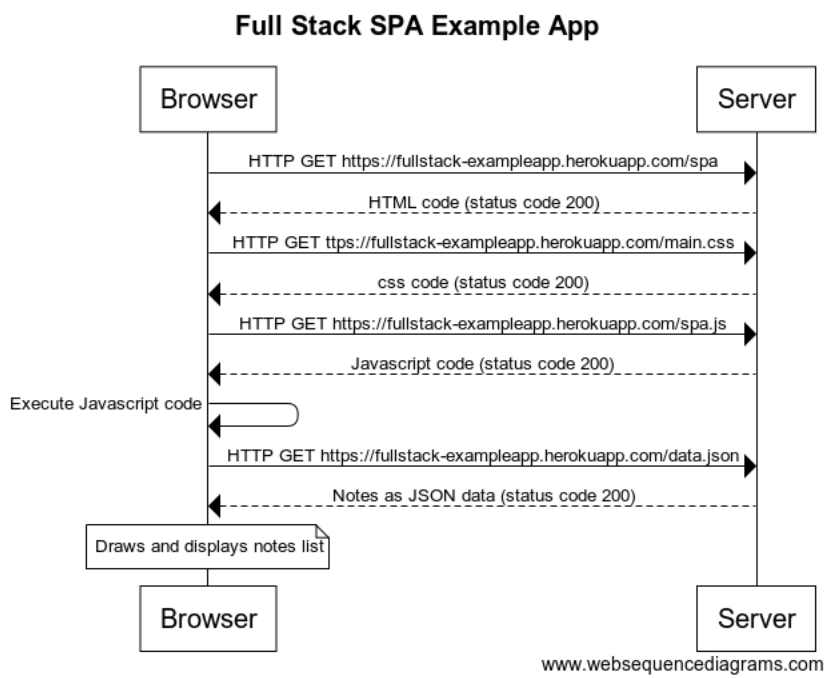 Full Stack SPA Example App
Browser
Server
HTTP GET https://fullstack-exampleapp.herokuapp.com/spa
HTML code (status code 200)
HTTP GET ttps://fullstack-exampleapp.herokuapp.com/main.css
css code (status code 200)
HTTP GET https://fullstack-exampleapp.herokuapp.com/spa.js
Javascript code (status code 200)
Execute Javascript code
HTTP GET https://fullstack-exampleapp.herokuapp.com/data.json
Notes as JSON data (status code 200)
Draws and displays notes list
Browser
Server
www.websequencediagrams.com